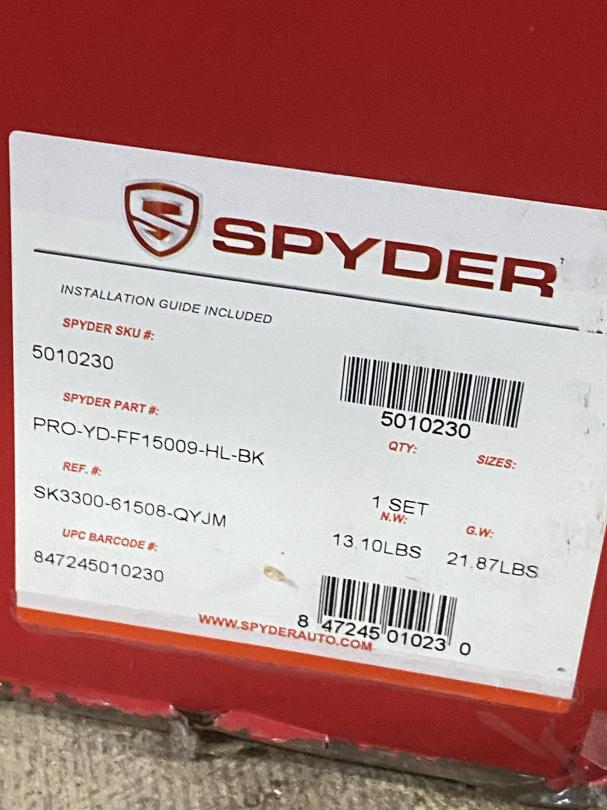 SPYDER
INSTALLATION GUIDE INCLUDED
SPYDER SKU #:
5010230
5010230
SPYDER PART #:
PRO-YD-FF15009-HL-BK
QTY:
SIZES:
REF. #:
SK3300-61508-QYJM
1 SET
N.W:
G.W:
13.10LBS
21.87LBS
UPC BARCODE #:
847245010230
8 47245 01023 0
WWW.SPYDERAUTO.COM